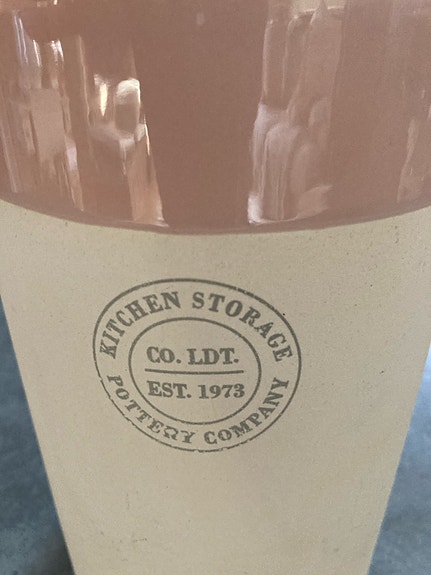 KITCHEN STORAGE
CO. LDT.
EST. 1973
POTTERY COMPANY